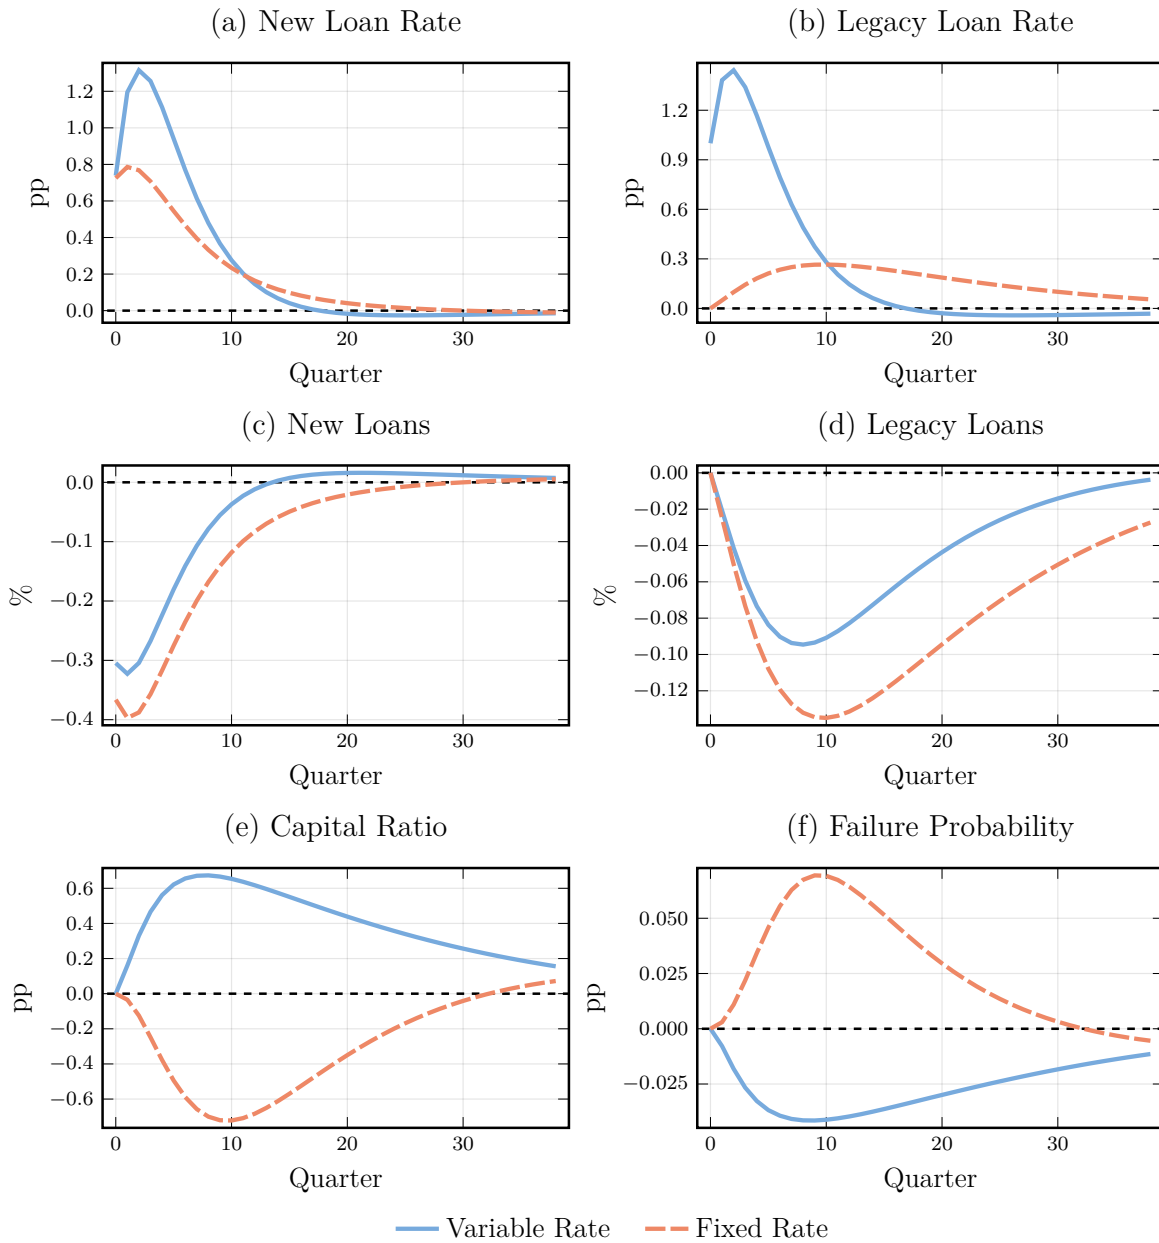 (a) New Loan Rate
pp
1.2
1.0
0.8
0.6
0.4
0.2
0.0
0 10 20 30
Quarter
(b) Legacy Loan Rate
pp
1.2
0.9
0.6
0.3
0.0
0 10 20 30
Quarter
(c) New Loans
%
0.0
−0.1
−0.2
−0.3
−0.4
0 10 20 30
Quarter
(d) Legacy Loans
%
0.00
−0.02
−0.04
−0.06
−0.08
−0.10
−0.12
0 10 20 30
Quarter
(e) Capital Ratio
pp
0.6
0.4
0.2
0.0
−0.2
−0.4
−0.6
0 10 20 30
Quarter
(f) Failure Probability
pp
0.050
0.025
0.000
−0.025
0 10 20 30
Quarter
Variable Rate Fixed Rate